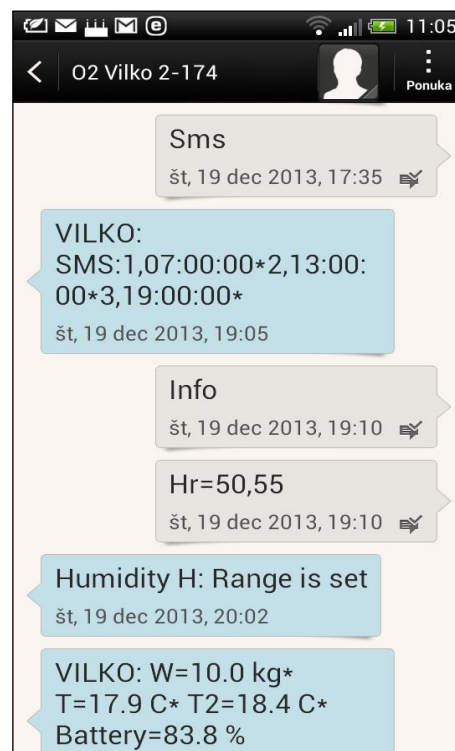 11:05
O2 Vilko 2-174
Ponuka
Sms
št, 19 dec 2013, 17:35
VILKO:
SMS:1,07:00:00*2,13:00:
00*3,19:00:00*
št, 19 dec 2013, 19:05
Info
št, 19 dec 2013, 19:10
Hr=50,55
št, 19 dec 2013, 19:10
Humidity H: Range is set
št, 19 dec 2013, 20:02
VILKO: W=10.0 kg*
T=17.9 C* T2=18.4 C*
Battery=83.8 %